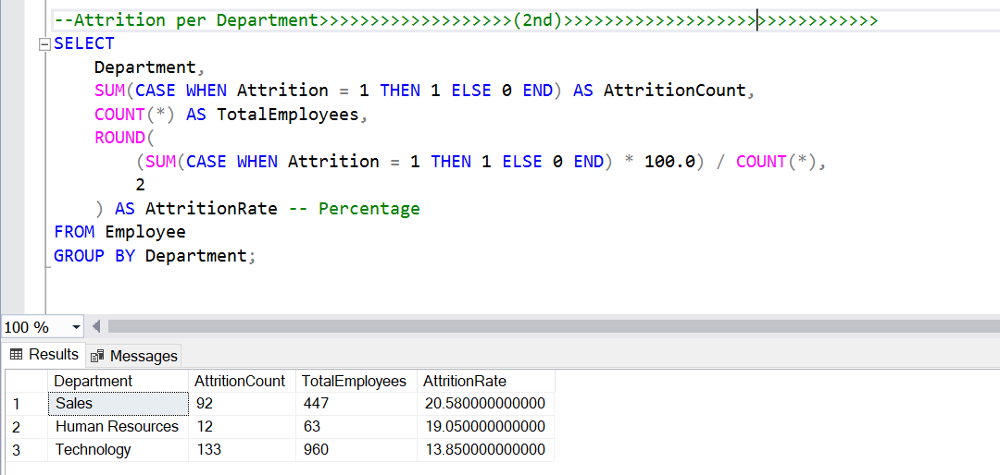 --Attrition per Department>>>>>>>>>>>>>>>>>>>(2nd)>>>>>>>>>>>>>>>>>>>>>>>>>>>>>>>
SELECT
Department,
SUM(CASE WHEN Attrition = 1 THEN 1 ELSE 0 END) AS AttritionCount,
COUNT(*) AS TotalEmployees,
ROUND(
(SUM(CASE WHEN Attrition = 1 THEN 1 ELSE 0 END) * 100.0) / COUNT(*),
2
) AS AttritionRate -- Percentage
FROM Employee
GROUP BY Department;
100 %
Results Messages
Department AttritionCount TotalEmployees AttritionRate
1 Sales 92 447 20.580000000000
2 Human Resources 12 63 19.050000000000
3 Technology 133 960 13.850000000000